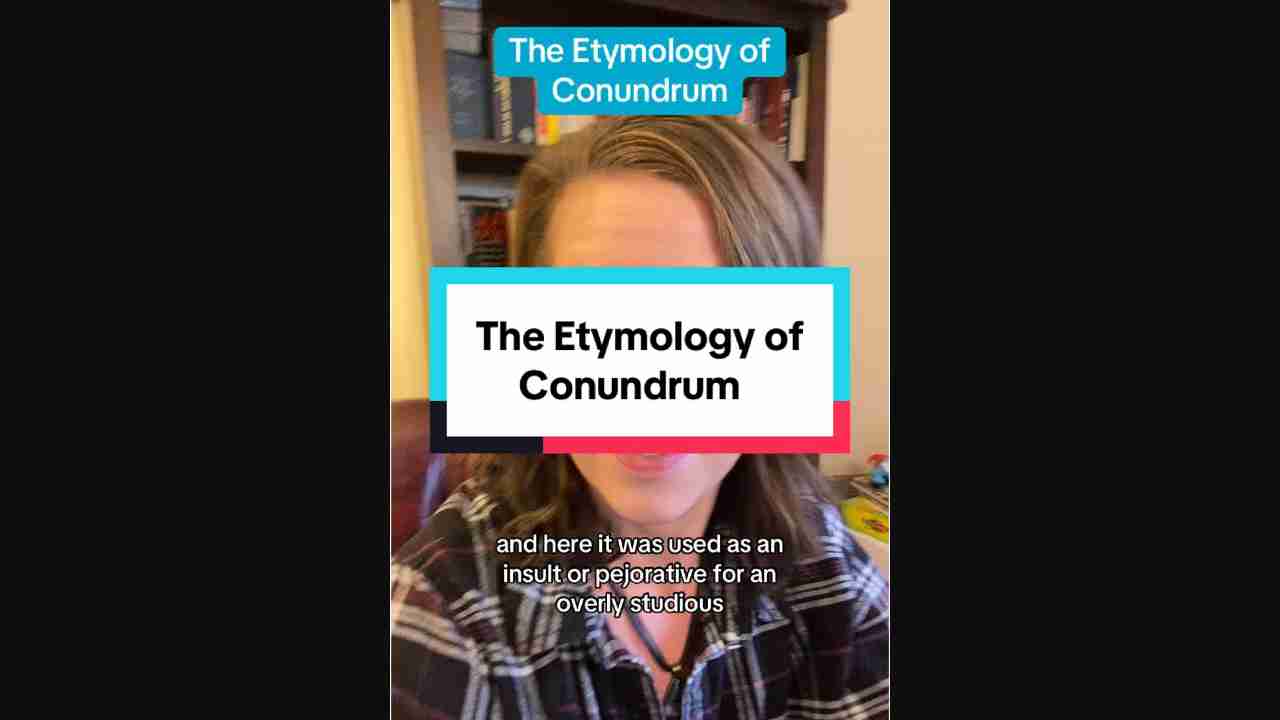 The Etymology of
Conundrum
The Etymology of
Conundrum
and here it was used as an
insult or pejorative for an
overly studious